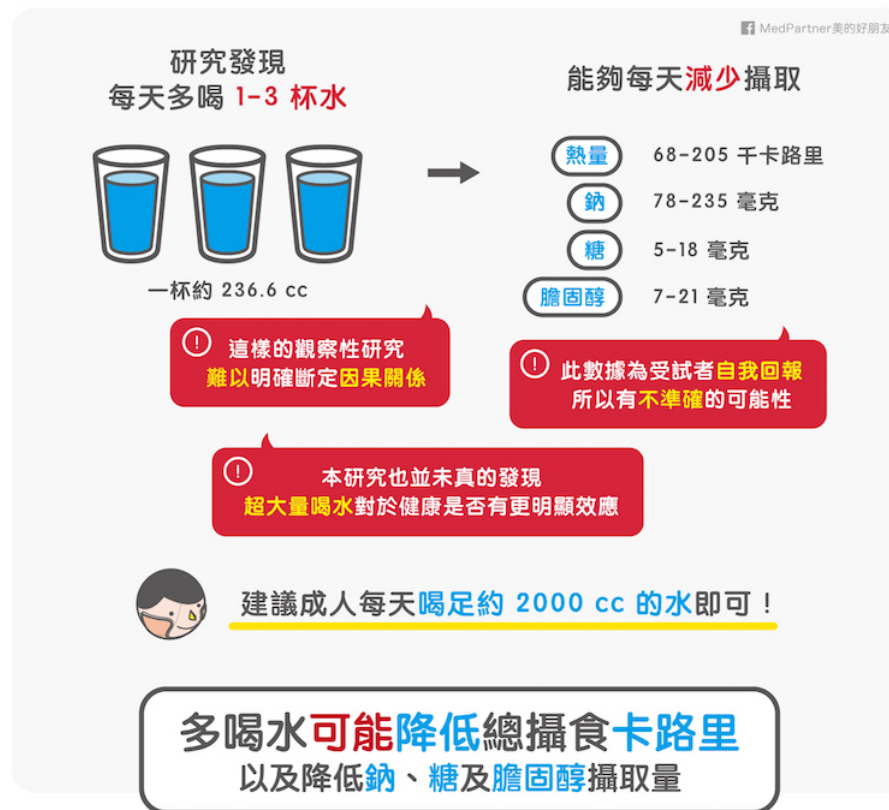 MedPartner美的好朋友
研究發現
每天多喝 1-3 杯水
一杯約 236.6 cc
能夠每天減少攝取
熱量 68-205 千卡路里
鈉 78-235 毫克
糖 5-18 毫克
膽固醇 7-21 毫克
! 這樣的觀察性研究
難以明確斷定因果關係
! 此數據為受試者自我回報
所以有不準確的可能性
! 本研究也並未真的發現
超大量喝水對於健康是否有更明顯效應
建議成人每天喝足約 2000 cc 的水即可！
多喝水可能降低總攝食卡路里
以及降低鈉、糖及膽固醇攝取量